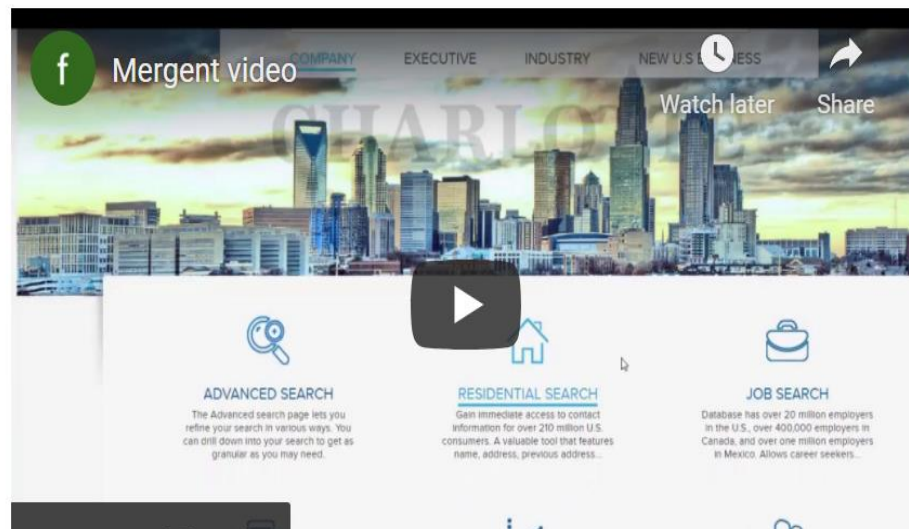 f
Mergent video
COMPANY EXECUTIVE INDUSTRY NEW U.S
Watch later Share
CHARLOTTE
ADVANCED SEARCH
The Advanced search page lets you
refine your search in various ways. You
can drill down into your search to get as
granular as you may need.
RESIDENTIAL SEARCH
Gain immediate access to contact
information for over 210 million U.S.
consumers. A valuable tool that features
name, address, previous address...
JOB SEARCH
Database has over 20 million employers
in the U.S., over 400,000 employers in
Canada, and over one million employers
in Mexico. Allows career seekers...